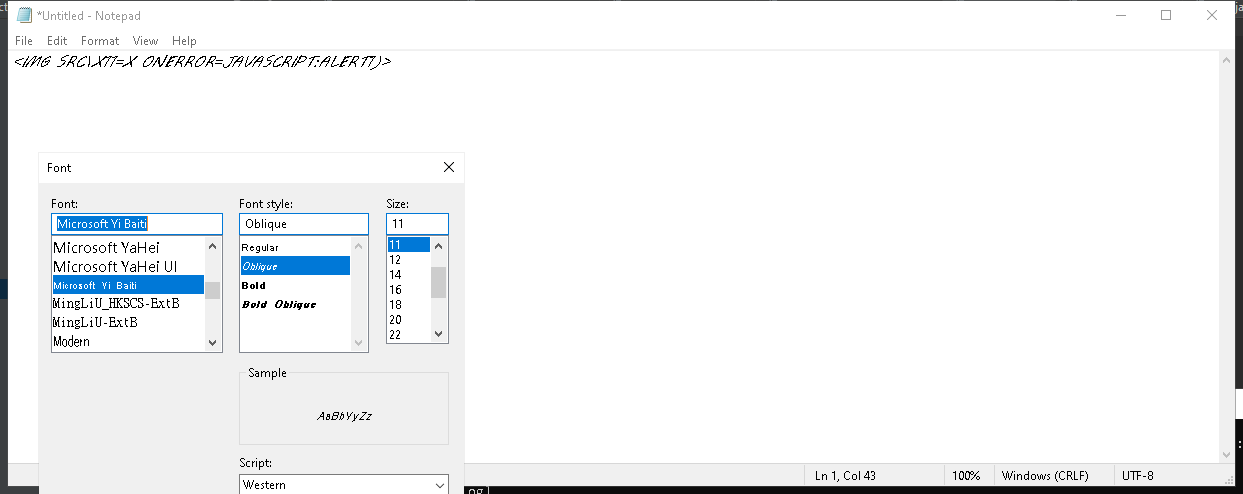 *Untitled - Notepad
File Edit Format View Help
<IMG SRC\XTT=X ONERROR=JAVASCRIPT:ALERTT)>
Font
Font: Font style: Size:
Microsoft Yi Baiti Oblique 11
Microsoft YaHei Regular 11
Microsoft YaHei UI Oblique 12
Microsoft Yi Baiti Bold 14
MingLiU_HKSCS-ExtB Bold Oblique 16
MingLiU-ExtB 18
Modern 20
22
Sample
AaBbYyZz
Script:
Western
Ln 1, Col 43 100% Windows (CRLF) UTF-8